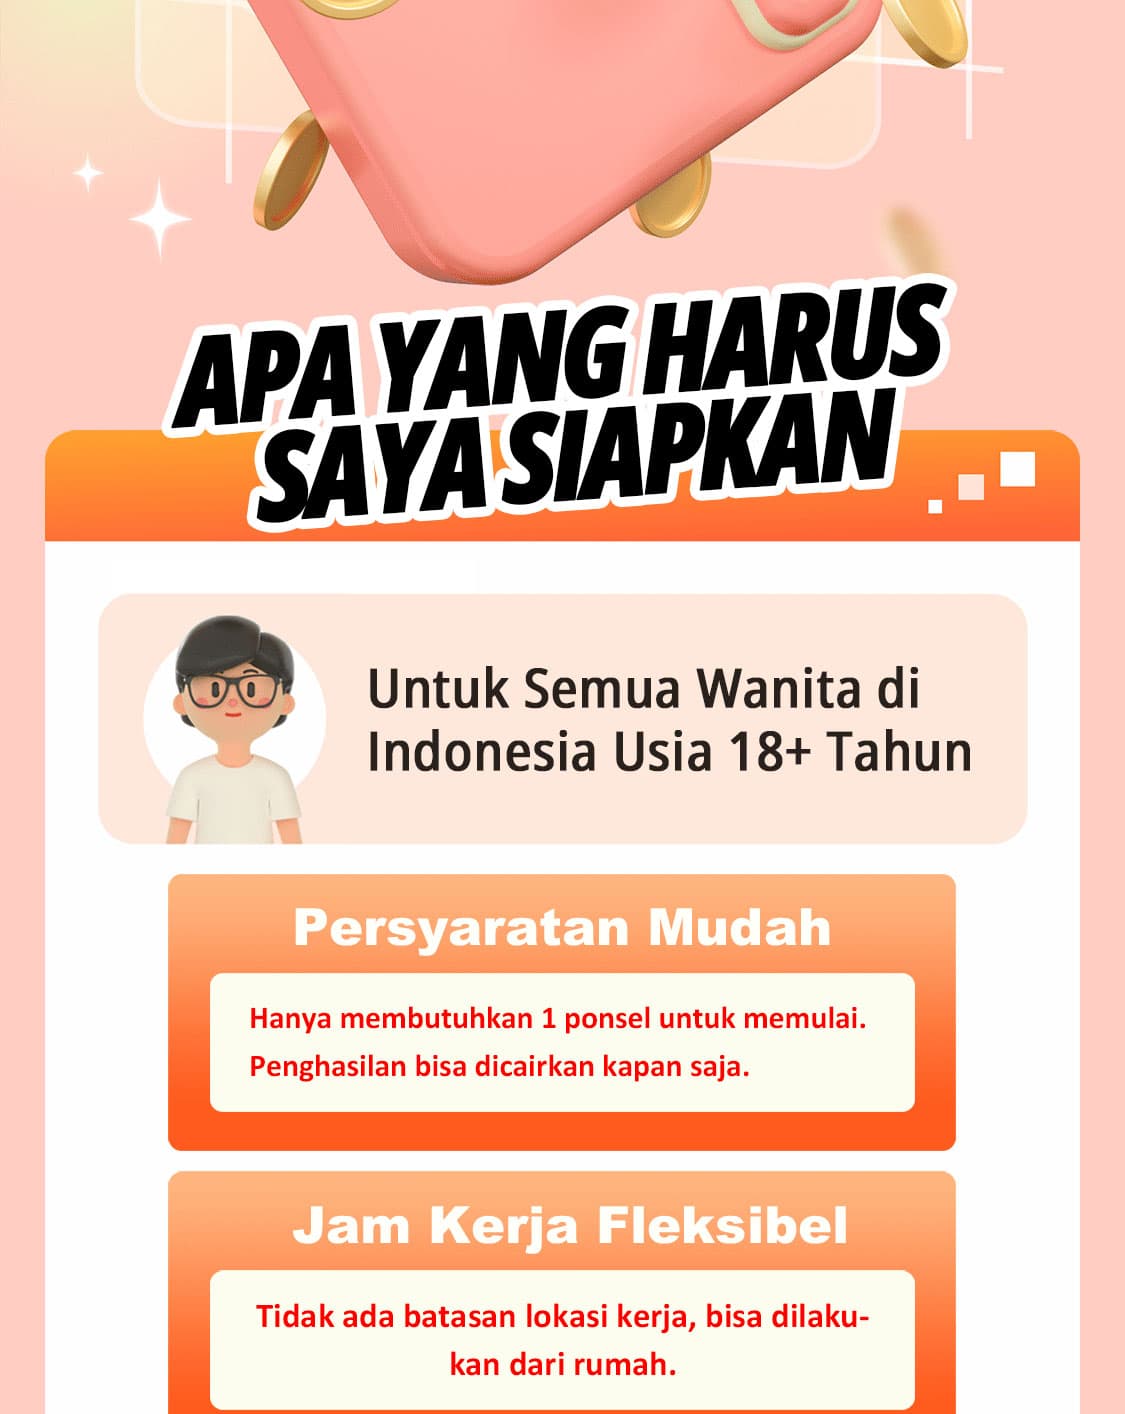 APA YANG HARUS
SAYA SIAPKAN
Untuk Semua Wanita di
Indonesia Usia 18+ Tahun
Persyaratan Mudah
Hanya membutuhkan 1 ponsel untuk memulai.
Penghasilan bisa dicairkan kapan saja.
Jam Kerja Fleksibel
Tidak ada batasan lokasi kerja, bisa dilaku-
kan dari rumah.